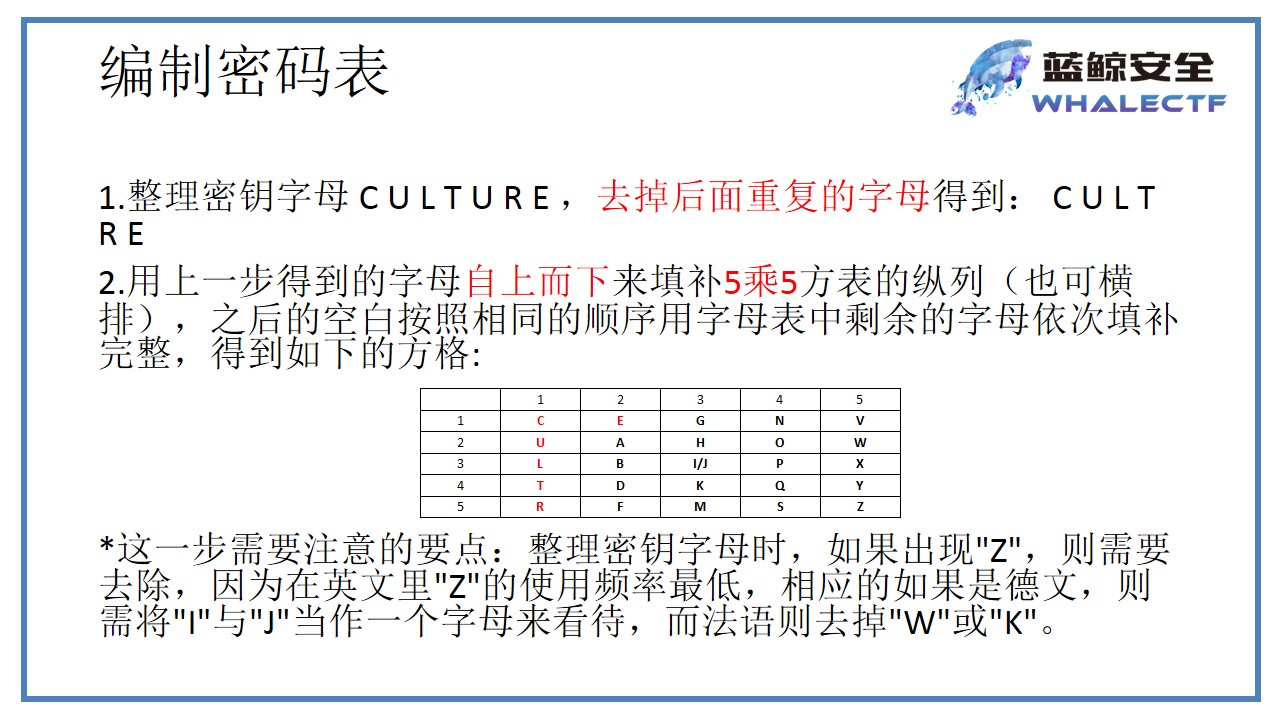 编制密码表
蓝鲸安全
WHALECTF
1.整理密钥字母 C U L T U R E ，去掉后面重复的字母得到： C U L T
R E
2.用上一步得到的字母自上而下来填补5乘5方表的纵列（也可横
排），之后的空白按照相同的顺序用字母表中剩余的字母依次填补
完整，得到如下的方格:
1 2 3 4 5
1 C E G N V
2 U A H O W
3 L B I/J P X
4 T D K Q Y
5 R F M S Z
*这一步需要注意的要点：整理密钥字母时，如果出现"Z"，则需要
去除，因为在英文里"Z"的使用频率最低，相应的如果是德文，则
需将"I"与"J"当作一个字母来看待，而法语则去掉"W"或"K"。